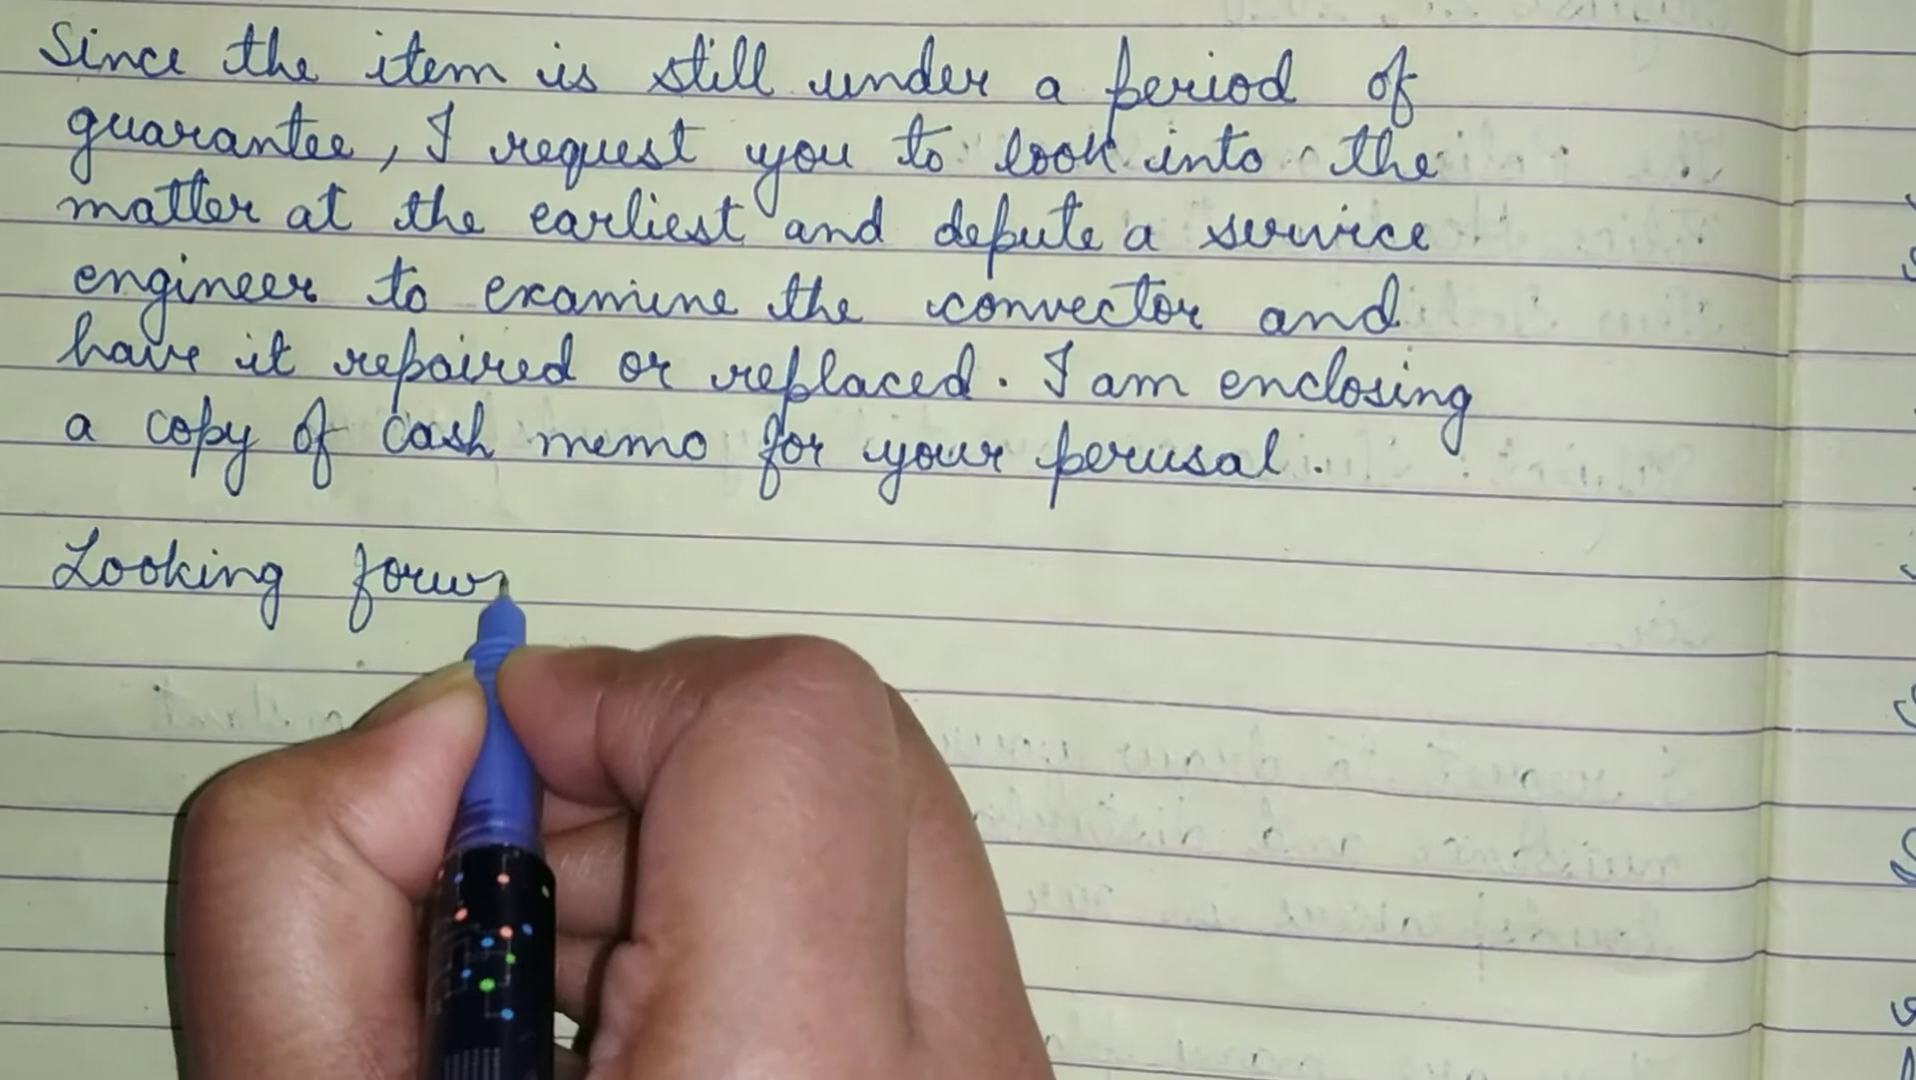 Since the item is still under a period of
guarantee, I request you to look into the
matter at the earliest and depute a service
engineer to examine the convector and
have it repaired or replaced. I am enclosing
a copy of cash memo for your perusal.
Looking forw